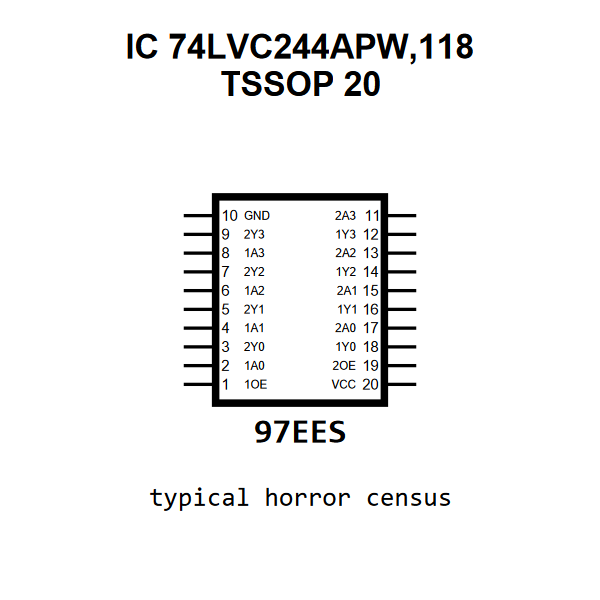 IC 74LVC244APW,118
TSSOP 20
10 GND 2A3 11
9 2Y3 1Y3 12
8 1A3 2A2 13
7 2Y2 1Y2 14
6 1A2 2A1 15
5 2Y1 1Y1 16
4 1A1 2A0 17
3 2Y0 1Y0 18
2 1A0 2OE 19
1 1OE VCC 20
97EES
typical horror census